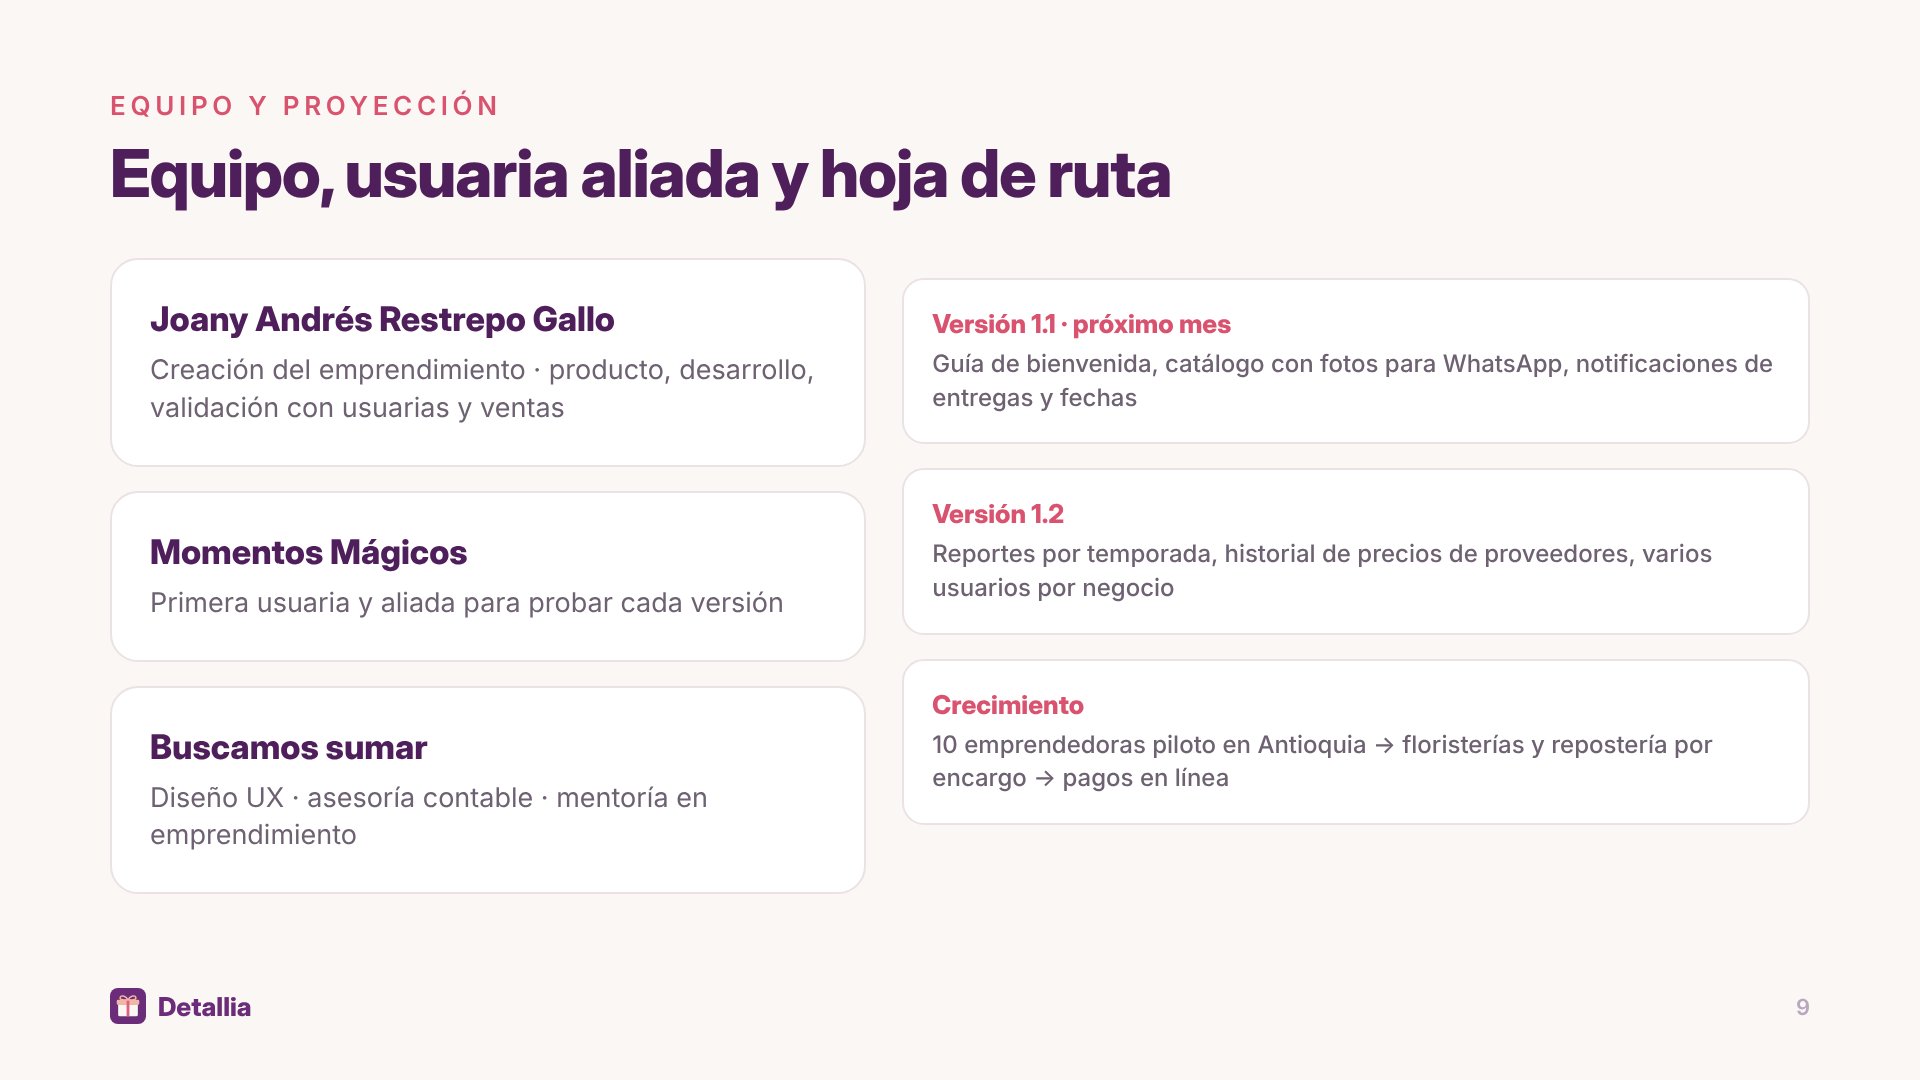 EQUIPO Y PROYECCIÓN
Equipo, usuaria aliada y hoja de ruta
Joany Andrés Restrepo Gallo
Creación del emprendimiento · producto, desarrollo,
validación con usuarias y ventas
Momentos Mágicos
Primera usuaria y aliada para probar cada versión
Buscamos sumar
Diseño UX · asesoría contable · mentoría en
emprendimiento
Versión 1.1 · próximo mes
Guía de bienvenida, catálogo con fotos para WhatsApp, notificaciones de
entregas y fechas
Versión 1.2
Reportes por temporada, historial de precios de proveedores, varios
usuarios por negocio
Crecimiento
10 emprendedoras piloto en Antioquia → floristerías y repostería por
encargo → pagos en línea
Detallia
9